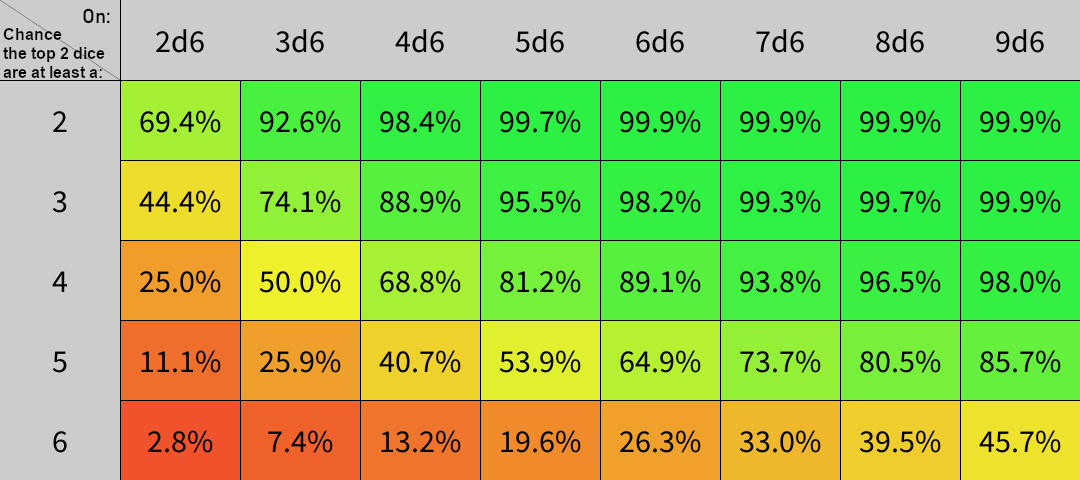 On:
Chance
the top 2 dice
are at least a:
2d6 3d6 4d6 5d6 6d6 7d6 8d6 9d6
2 69.4% 92.6% 98.4% 99.7% 99.9% 99.9% 99.9% 99.9%
3 44.4% 74.1% 88.9% 95.5% 98.2% 99.3% 99.7% 99.9%
4 25.0% 50.0% 68.8% 81.2% 89.1% 93.8% 96.5% 98.0%
5 11.1% 25.9% 40.7% 53.9% 64.9% 73.7% 80.5% 85.7%
6 2.8% 7.4% 13.2% 19.6% 26.3% 33.0% 39.5% 45.7%